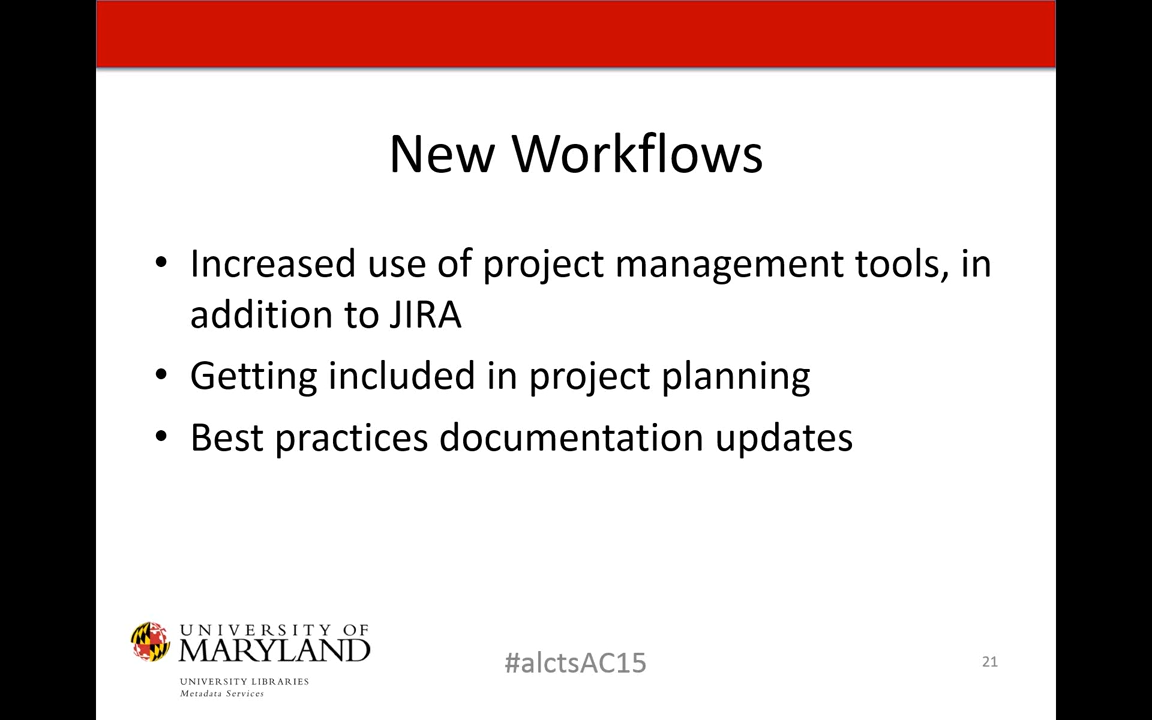 New Workflows
• Increased use of project management tools, in
addition to JIRA
• Getting included in project planning
• Best practices documentation updates
UNIVERSITY OF
MARYLAND
UNIVERSITY LIBRARIES
Metadata Services
#alctsAC15
21